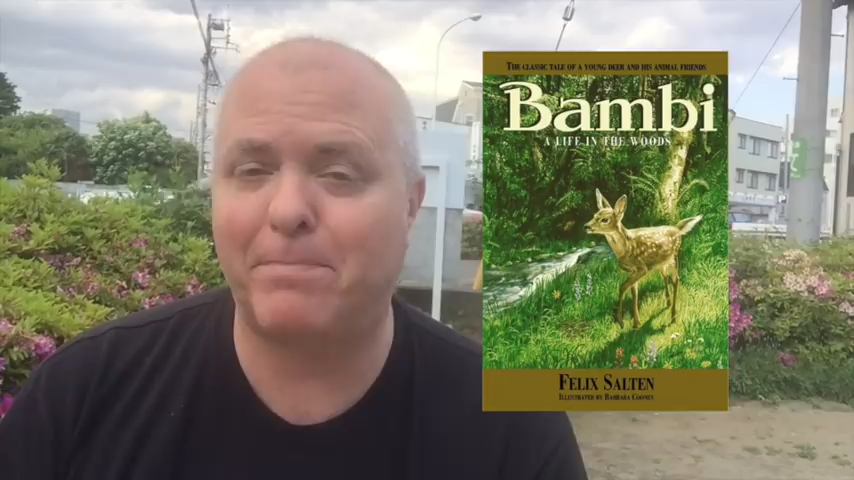 THE CLASSIC TALE OF A YOUNG DEER AND HIS ANIMAL FRIENDS
Bambi
A LIFE IN THE WOODS
FELIX SALTEN
ILLUSTRATED BY BARBARA COONEY